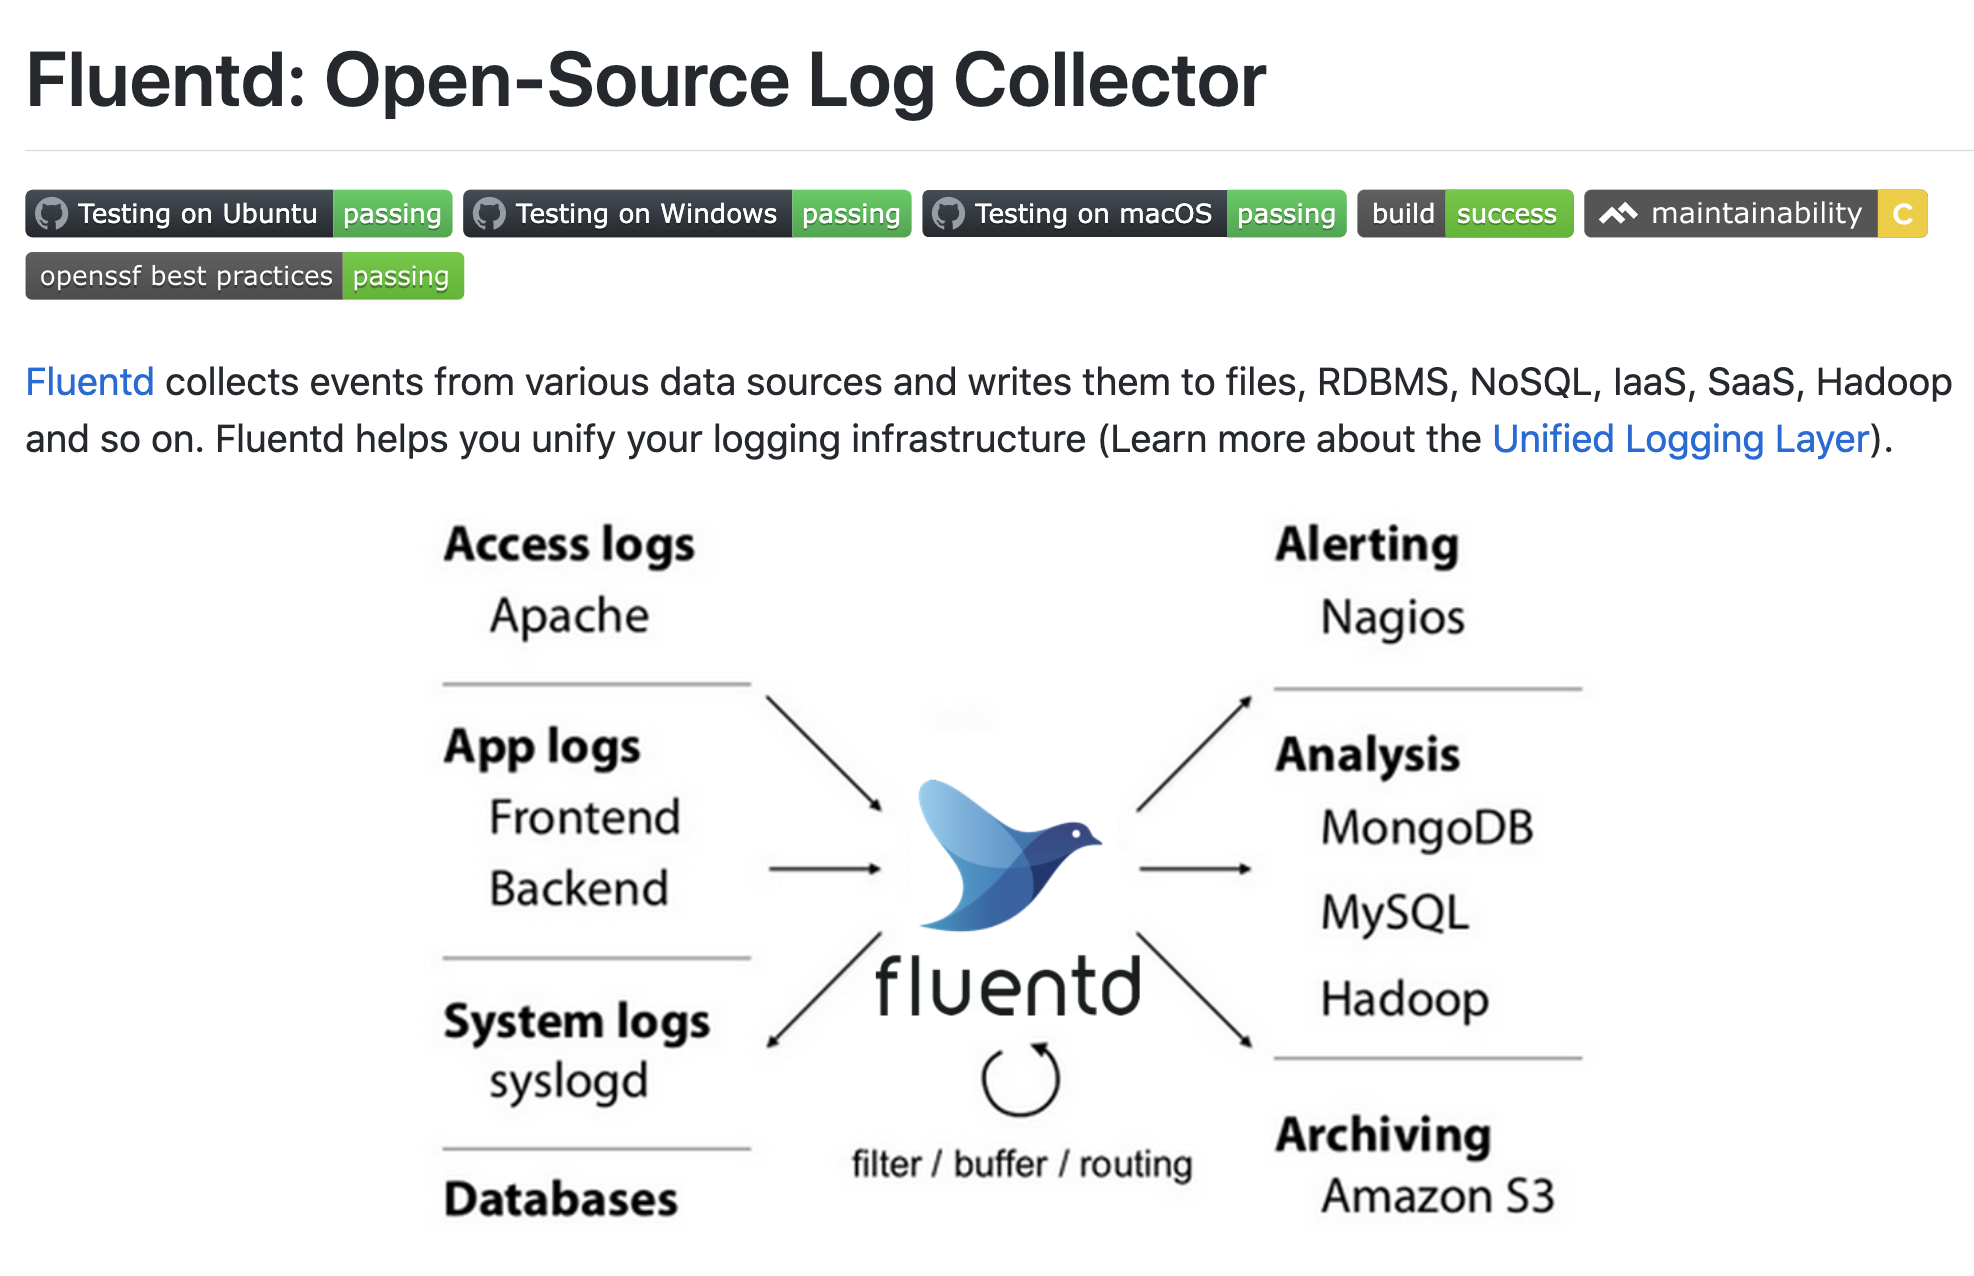 Fluentd: Open-Source Log Collector
Testing on Ubuntu passing Testing on Windows passing Testing on macOS passing build success maintainability C
openssf best practices passing
Fluentd collects events from various data sources and writes them to files, RDBMS, NoSQL, IaaS, SaaS, Hadoop
and so on. Fluentd helps you unify your logging infrastructure (Learn more about the Unified Logging Layer).
Access logs
Apache
App logs
Frontend
Backend
System logs
syslogd
Databases
fluentd
filter / buffer / routing
Alerting
Nagios
Analysis
MongoDB
MySQL
Hadoop
Archiving
Amazon S3